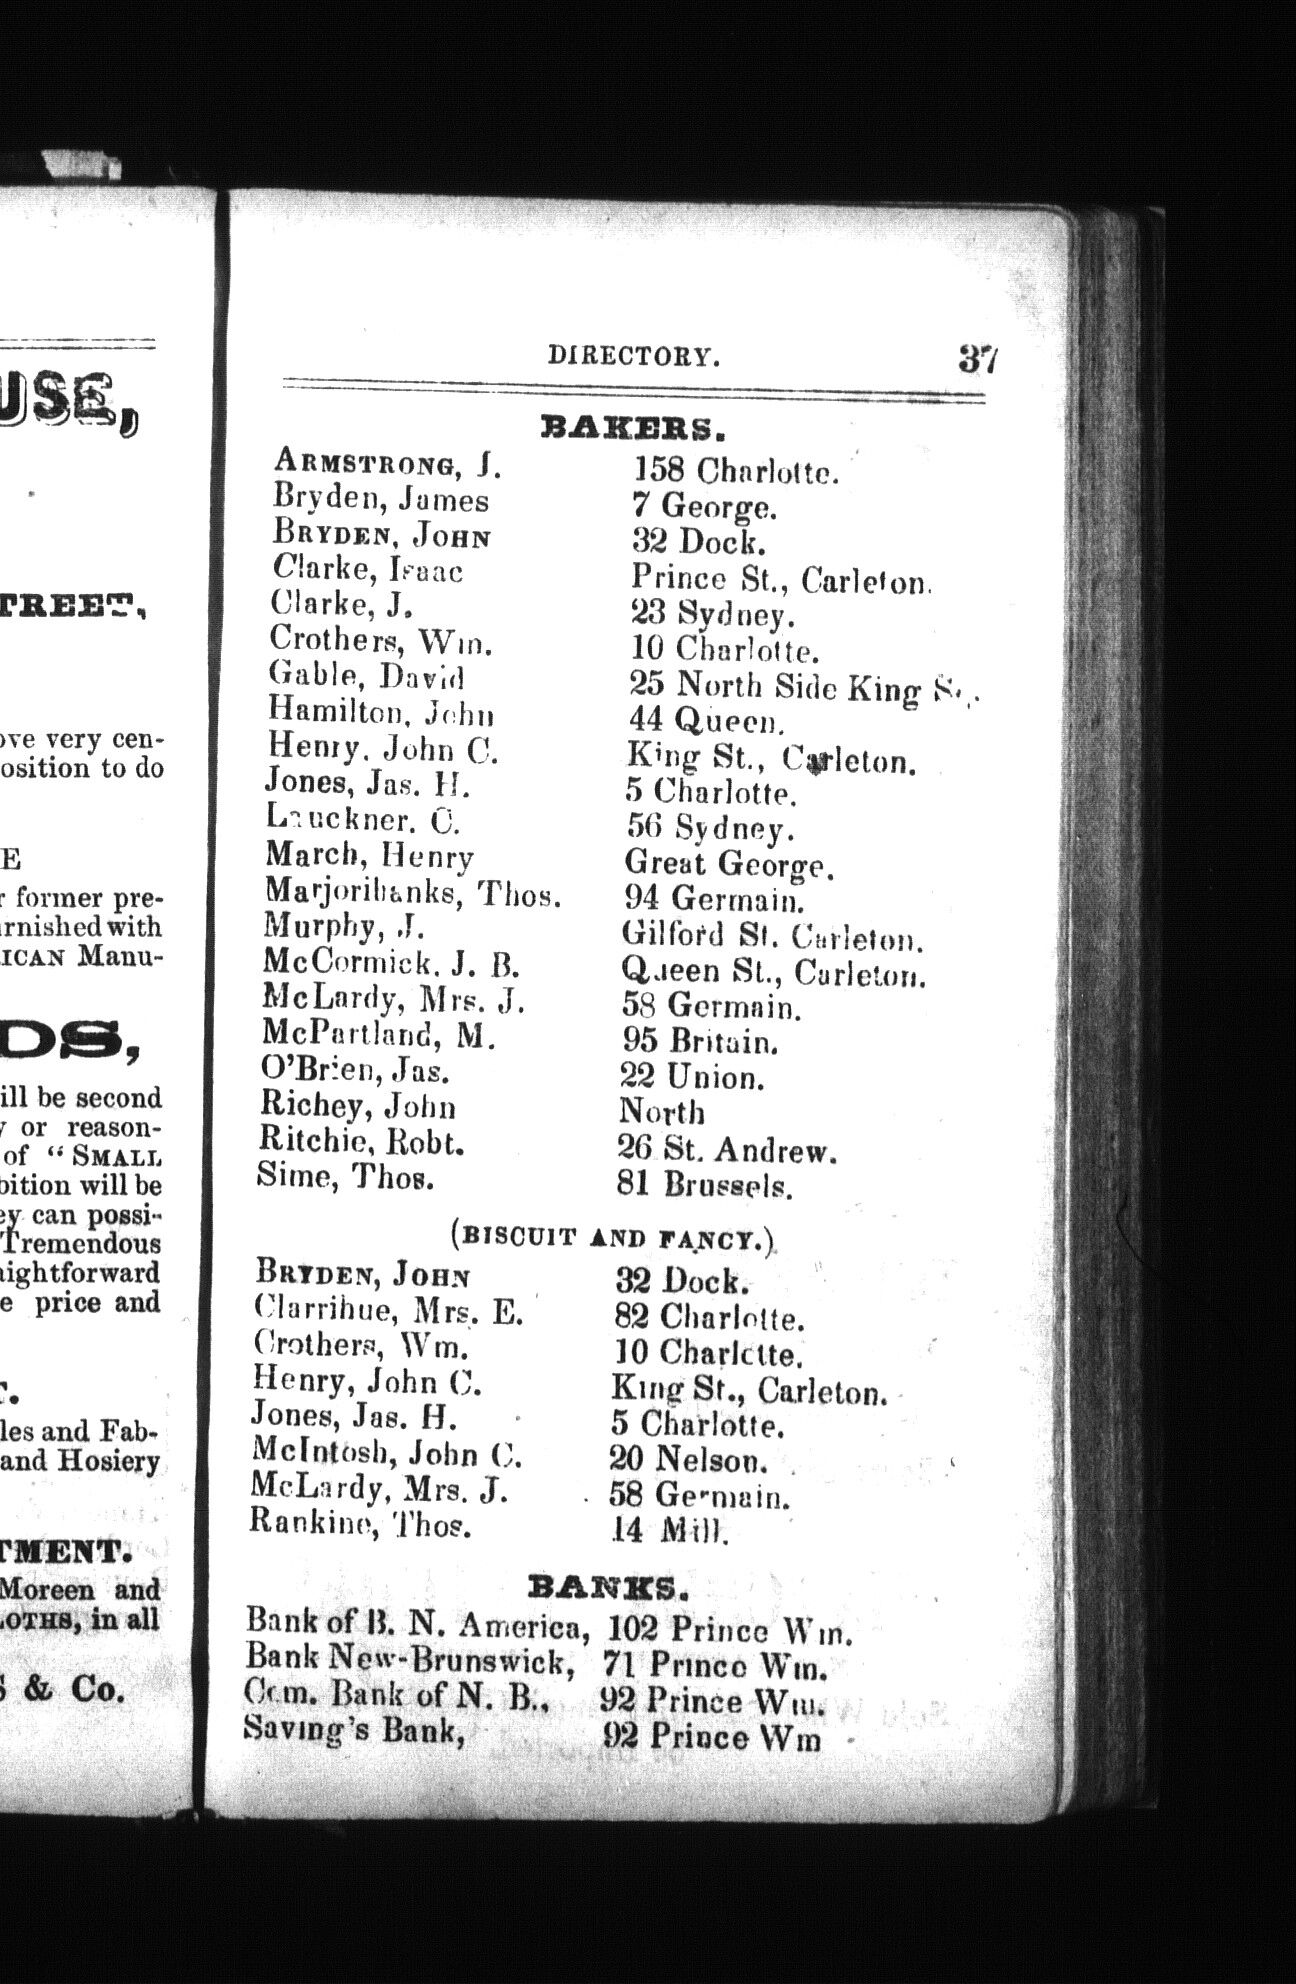 USE,
TREET,
ove very cen-
osition to do
E
r former pre-
urnished with
ICAN Manu-
DS,
ill be second
y or reason-
of “SMALL
bition will be
ey can possi-
Tremendous
aightforward
e price and
T.
les and Fab-
and Hosiery
TMENT.
Moreen and
LOTHS, in all
S & Co.
DIRECTORY. 37
BAKERS.
ARMSTRONG, J. 158 Charlotte.
Bryden, James 7 George.
BRYDEN, JOHN 32 Dock.
Clarke, Isaac Prince St., Carleton.
Clarke, J. 23 Sydney.
Crothers, Wm. 10 Charlotte.
Gable, David 25 North Side King St.
Hamilton, John 44 Queen.
Henry, John C. King St., Carleton.
Jones, Jas. H. 5 Charlotte.
Lauckner, C. 56 Sydney.
March, Henry Great George.
Marjoribanks, Thos. 94 Germain.
Murphy, J. Gilford St. Carleton.
McCormick, J. B. Queen St., Carleton.
McLardy, Mrs. J. 58 Germain.
McPartland, M. 95 Britain.
O’Brien, Jas. 22 Union.
Richey, John North
Ritchie, Robt. 26 St. Andrew.
Sime, Thos. 81 Brussels.
(BISCUIT AND FANCY.)
BRYDEN, JOHN 32 Dock.
Clarrihue, Mrs. E. 82 Charlotte.
Crothers, Wm. 10 Charlotte.
Henry, John C. King St., Carleton.
Jones, Jas. H. 5 Charlotte.
McIntosh, John C. 20 Nelson.
McLardy, Mrs. J. 58 Germain.
Rankine, Thos. 14 Mill.
BANKS.
Bank of B. N. America, 102 Prince Wm.
Bank New-Brunswick, 71 Prince Wm.
Com. Bank of N. B., 92 Prince Wm.
Saving’s Bank, 92 Prince Wm